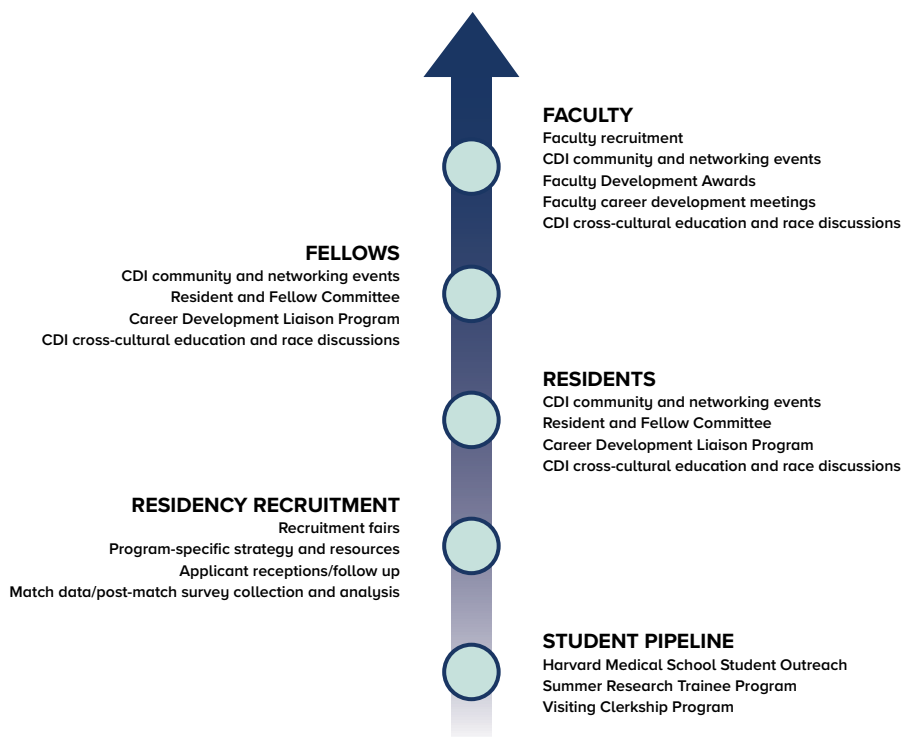 FACULTY
Faculty recruitment
CDI community and networking events
Faculty Development Awards
Faculty career development meetings
CDI cross-cultural education and race discussions
FELLOWS
CDI community and networking events
Resident and Fellow Committee
Career Development Liaison Program
CDI cross-cultural education and race discussions
RESIDENTS
CDI community and networking events
Resident and Fellow Committee
Career Development Liaison Program
CDI cross-cultural education and race discussions
RESIDENCY RECRUITMENT
Recruitment fairs
Program-specific strategy and resources
Applicant receptions/follow up
Match data/post-match survey collection and analysis
STUDENT PIPELINE
Harvard Medical School Student Outreach
Summer Research Trainee Program
Visiting Clerkship Program